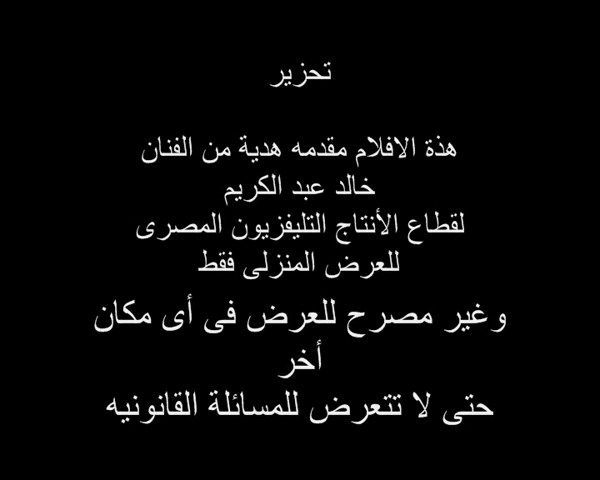 تحزير
هذة الافلام مقدمه هدية من الفنان
خالد عبد الكريم
لقطاع الأنتاج التليفزيون المصرى
للعرض المنزلى فقط
وغير مصرح للعرض فى أى مكان
أخر
حتى لا تتعرض للمسائلة القانونيه